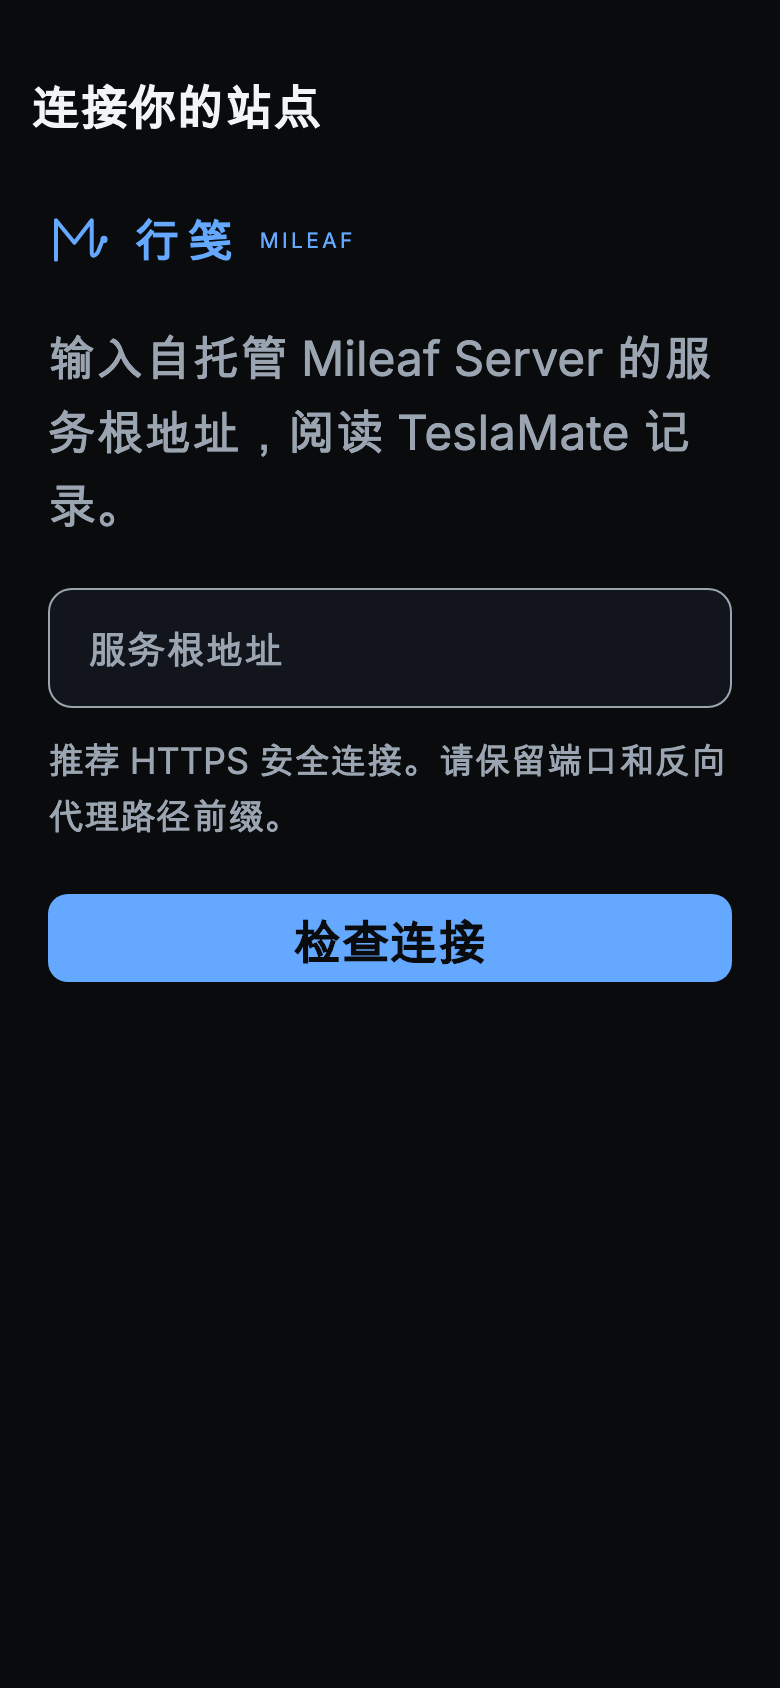 连接你的站点
行笺 MILEAF
输入自托管 Mileaf Server 的服
务根地址，阅读 TeslaMate 记
录。
服务根地址
推荐 HTTPS 安全连接。请保留端口和反向
代理路径前缀。
检查连接